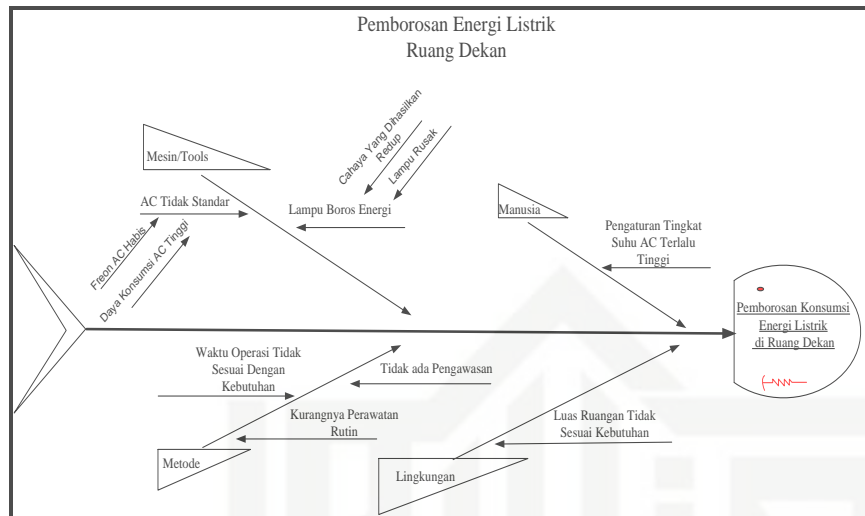 Pemborosan Energi Listrik
Ruang Dekan
Mesin/Tools
AC Tidak Standar
Freon AC Habis
Daya Konsumsi AC Tinggi
Cahaya Yang Dihasilkan
Redup
Lampu Rusak
Lampu Boros Energi
Manusia
Pengaturan Tingkat
Suhu AC Terlalu
Tinggi
Pemborosan Konsumsi
Energi Listrik
di Ruang Dekan
Waktu Operasi Tidak
Sesuai Dengan
Kebutuhan
Tidak ada Pengawasan
Kurangnya Perawatan
Rutin
Metode
Luas Ruangan Tidak
Sesuai Kebutuhan
Lingkungan